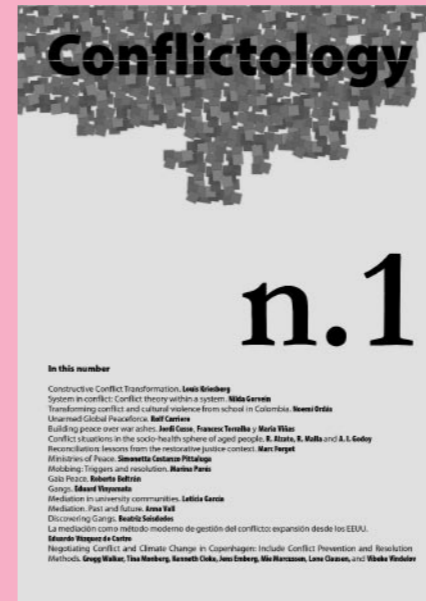 Conflictology
n.1
In this number
Constructive Conflict Transformation. Louis Kriesberg
System in conflict: Conflict theory within a system. Nilda Gorvein
Transforming conflict and cultural violence from school in Colombia. Noemí Ordás
Unarmed Global Peaceforce. Rolf Carriere
Building peace over war ashes. Jordi Cusso, Francesc Torralba y Maria Viñas
Conflict situations in the socio-health sphere of aged people. R. Alzate, R. Malla and A. I. Godoy
Reconciliation: lessons from the restorative justice context. Marc Forget
Ministries of Peace. Simonetta Costanzo Pittaluga
Mobbing: Triggers and resolution. Marina Parés
Gaia Peace. Roberto Beltrán
Gangs. Eduard Vinyamata
Mediation in university communities. Leticia García
Mediation. Past and future. Anna Vall
Discovering Gangs. Beatriz Seisdedos
La mediación como método moderno de gestión del conflicto: expansión desde los EEUU.
Eduardo Vázquez de Castro
Negotiating Conflict and Climate Change in Copenhagen: Include Conflict Prevention and Resolution
Methods. Gregg Walker, Tina Monberg, Kenneth Cloke, Jens Emborg, Mie Marcussen, Lone Clausen, and Vibeke Vindeløv